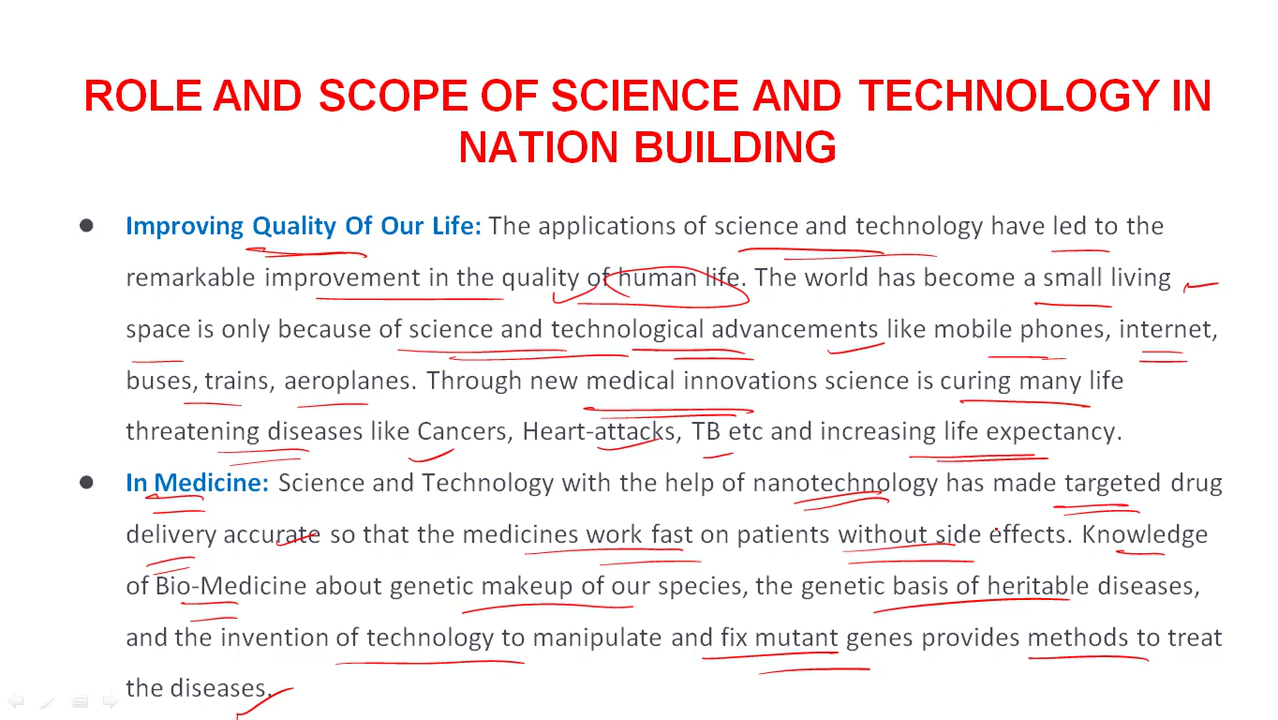 ROLE AND SCOPE OF SCIENCE AND TECHNOLOGY IN
NATION BUILDING
● Improving Quality Of Our Life: The applications of science and technology have led to the
remarkable improvement in the quality of human life. The world has become a small living
space is only because of science and technological advancements like mobile phones, internet,
buses, trains, aeroplanes. Through new medical innovations science is curing many life
threatening diseases like Cancers, Heart-attacks, TB etc and increasing life expectancy.
● In Medicine: Science and Technology with the help of nanotechnology has made targeted drug
delivery accurate so that the medicines work fast on patients without side effects. Knowledge
of Bio-Medicine about genetic makeup of our species, the genetic basis of heritable diseases,
and the invention of technology to manipulate and fix mutant genes provides methods to treat
the diseases.